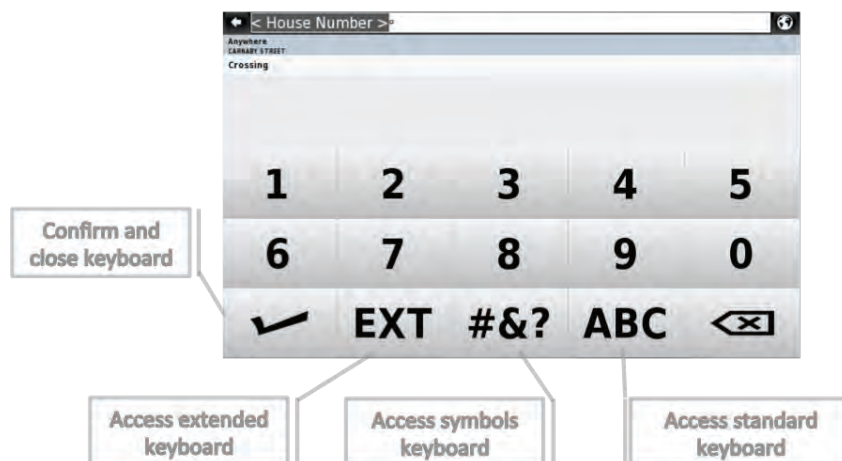 < House Number >
Anywhere
CARNABY STREET
Crossing
1 2 3 4 5
Confirm and
close keyboard
6 7 8 9 0
EXT #&? ABC
Access extended
keyboard
Access symbols
keyboard
Access standard
keyboard